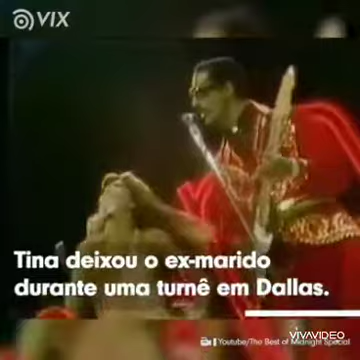 VIX
Tina deixou o ex-marido
durante uma turnê em Dallas.
VIVAVIDEO
Youtube/The Best of Midnight Special